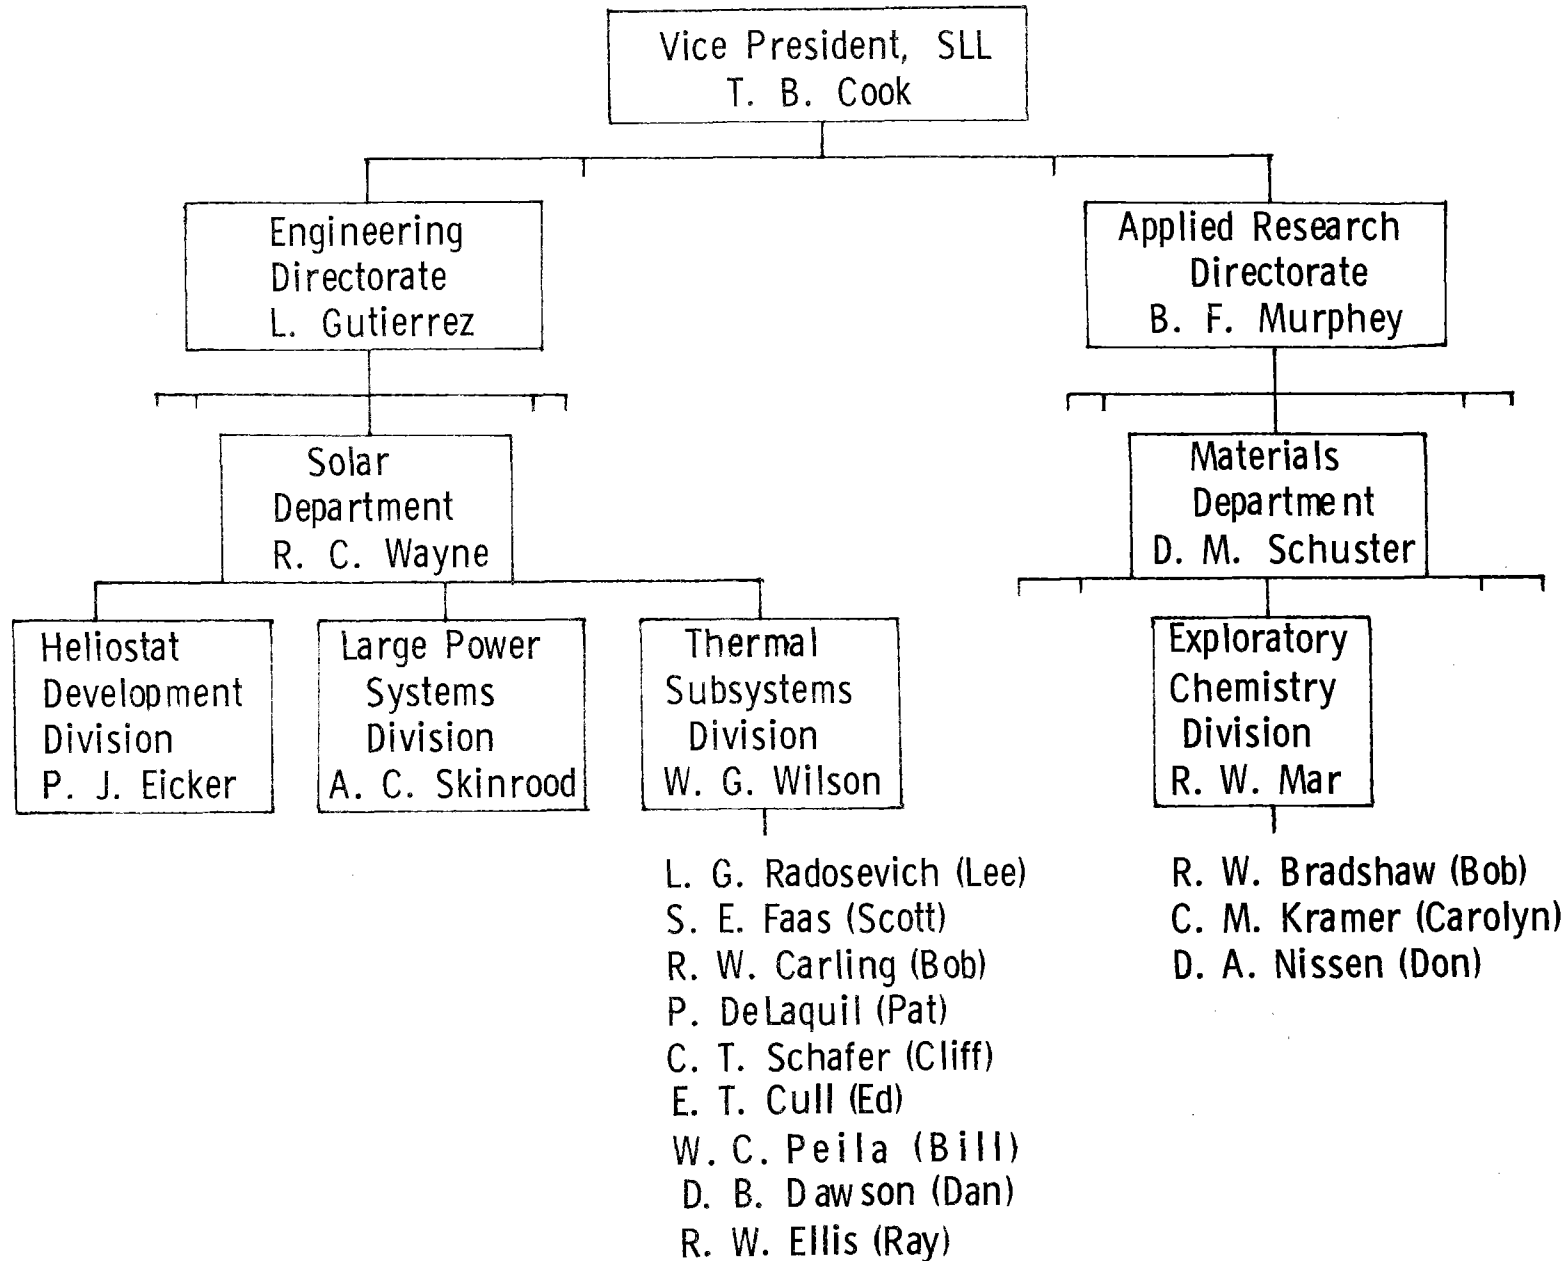 Vice President, SLL
T. B. Cook
Engineering
Directorate
L. Gutierrez
Applied Research
Directorate
B. F. Murphey
Solar
Department
R. C. Wayne
Materials
Department
D. M. Schuster
Heliostat
Development
Division
P. J. Eicker
Large Power
Systems
Division
A. C. Skinrood
Thermal
Subsystems
Division
W. G. Wilson
Exploratory
Chemistry
Division
R. W. Mar
L. G. Radosevich (Lee)
S. E. Faas (Scott)
R. W. Carling (Bob)
P. DeLaquil (Pat)
C. T. Schafer (Cliff)
E. T. Cull (Ed)
W. C. Peila (Bill)
D. B. Dawson (Dan)
R. W. Ellis (Ray)
R. W. Bradshaw (Bob)
C. M. Kramer (Carolyn)
D. A. Nissen (Don)